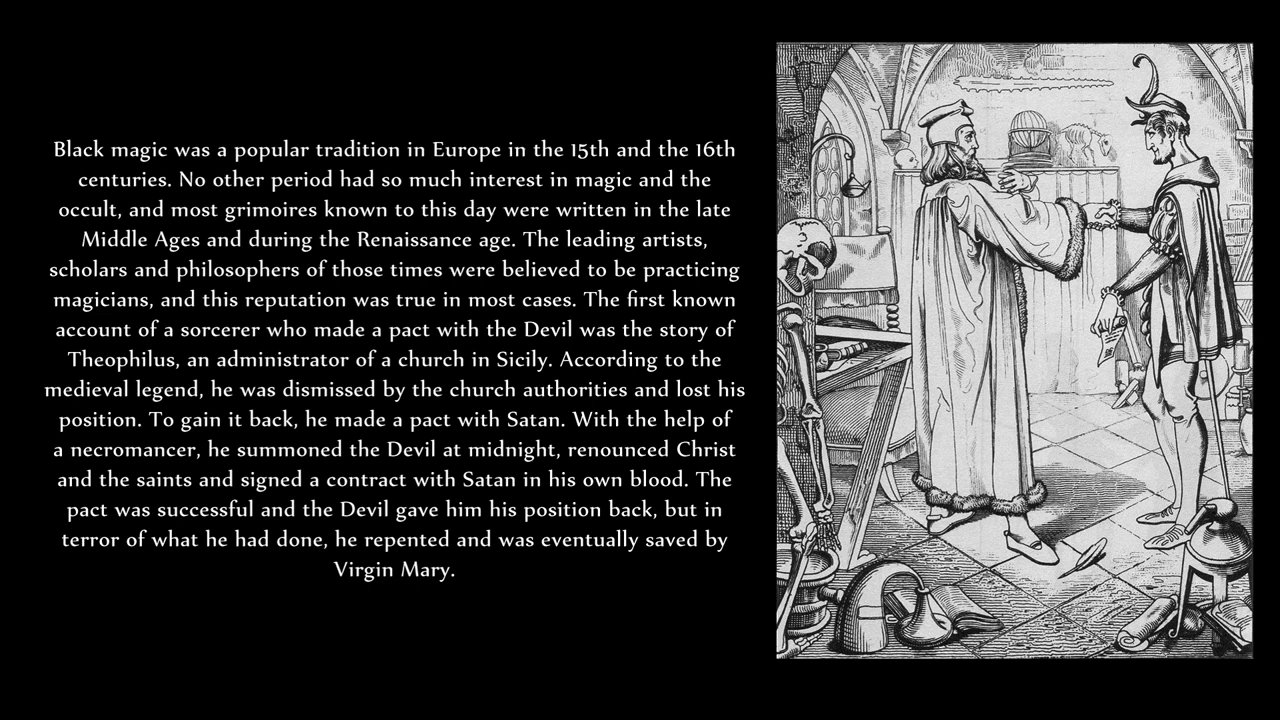 Black magic was a popular tradition in Europe in the 15th and the 16th
centuries. No other period had so much interest in magic and the
occult, and most grimoires known to this day were written in the late
Middle Ages and during the Renaissance age. The leading artists,
scholars and philosophers of those times were believed to be practicing
magicians, and this reputation was true in most cases. The first known
account of a sorcerer who made a pact with the Devil was the story of
Theophilus, an administrator of a church in Sicily. According to the
medieval legend, he was dismissed by the church authorities and lost his
position. To gain it back, he made a pact with Satan. With the help of
a necromancer, he summoned the Devil at midnight, renounced Christ
and the saints and signed a contract with Satan in his own blood. The
pact was successful and the Devil gave him his position back, but in
terror of what he had done, he repented and was eventually saved by
Virgin Mary.